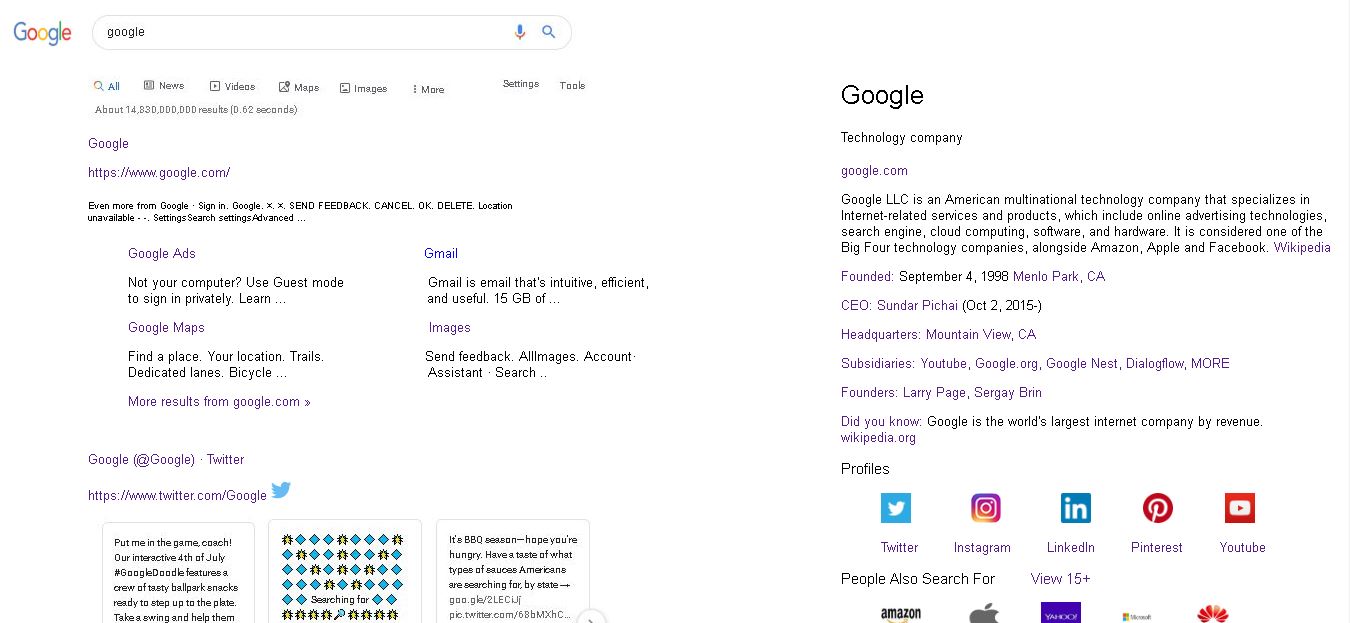 Google
google
All News Videos Maps Images More Settings Tools
About 14,830,000,000 results (0.62 seconds)
Google
https://www.google.com/
Even more from Google · Sign in. Google. ×. ×. SEND FEEDBACK. CANCEL. OK. DELETE. Location
unavailable - -. SettingsSearch settingsAdvanced ...
Google Ads
Not your computer? Use Guest mode
to sign in privately. Learn ...
Gmail
Gmail is email that's intuitive, efficient,
and useful. 15 GB of ...
Google Maps
Find a place. Your location. Trails.
Dedicated lanes. Bicycle ...
Images
Send feedback. AllImages. Account·
Assistant · Search ..
More results from google.com »
Google (@Google) · Twitter
https://www.twitter.com/Google
Put me in the game, coach!
Our interactive 4th of July
#GoogleDoodle features a
crew of tasty ballpark snacks
ready to step up to the plate.
Take a swing and help them
Searching for
It's BBQ season—hope you're
hungry. Have a taste of what
types of sauces Americans
are searching for, by state →
goo.gle/2LECiJj
pic.twitter.com/68bMXhC...
Google
Technology company
google.com
Google LLC is an American multinational technology company that specializes in
Internet-related services and products, which include online advertising technologies,
search engine, cloud computing, software, and hardware. It is considered one of the
Big Four technology companies, alongside Amazon, Apple and Facebook. Wikipedia
Founded: September 4, 1998 Menlo Park, CA
CEO: Sundar Pichai (Oct 2, 2015-)
Headquarters: Mountain View, CA
Subsidiaries: Youtube, Google.org, Google Nest, Dialogflow, MORE
Founders: Larry Page, Sergay Brin
Did you know: Google is the world's largest internet company by revenue.
wikipedia.org
Profiles
Twitter Instagram LinkedIn Pinterest Youtube
People Also Search For View 15+
amazon YAHOO! Microsoft